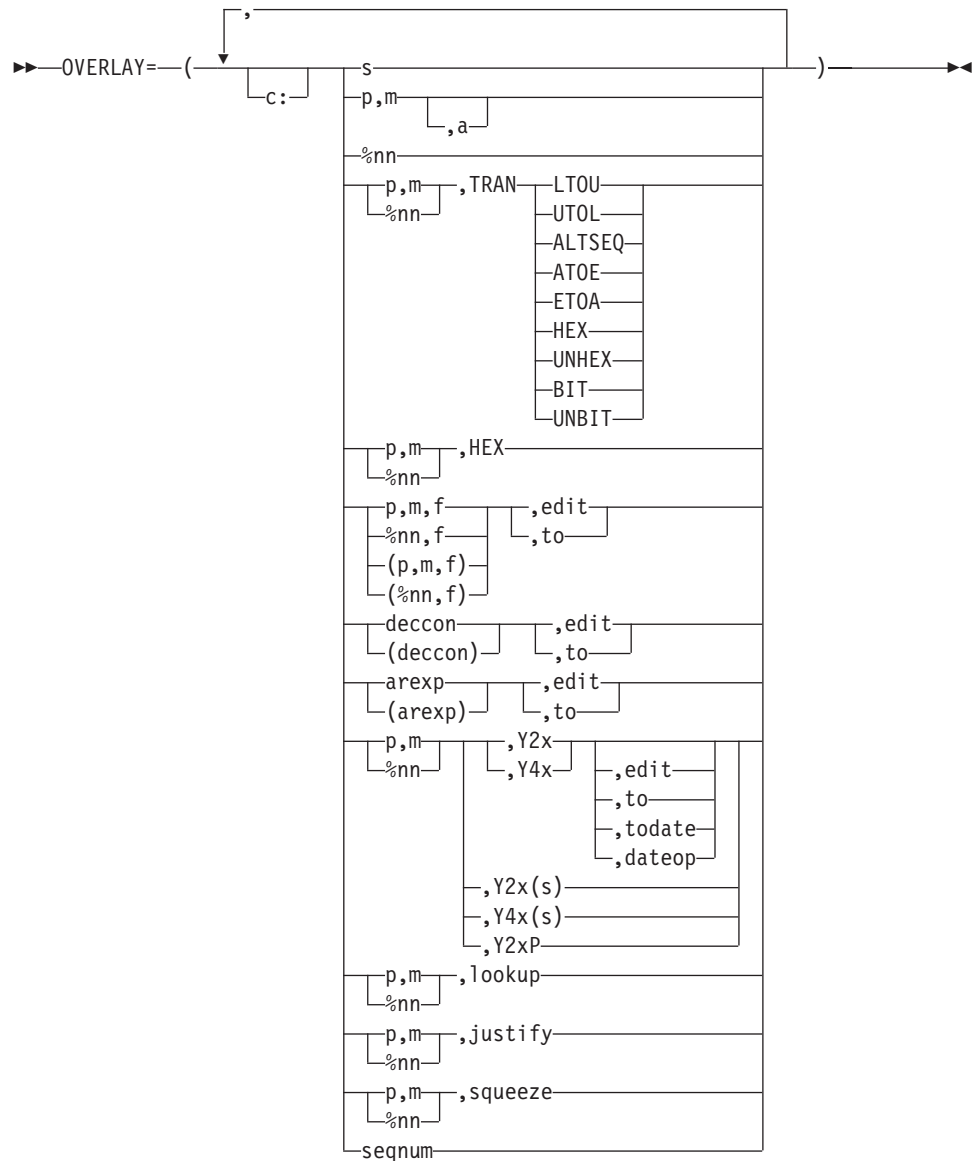 ,
OVERLAY=(
c:
s
)
p,m
,a
%nn
p,m ,TRAN LTOU
%nn UTOL
ALTSEQ
ATOE
ETOA
HEX
UNHEX
BIT
UNBIT
p,m ,HEX
%nn
p,m,f ,edit
%nn,f ,to
(p,m,f)
(%nn,f)
deccon ,edit
(deccon) ,to
arexp ,edit
(arexp) ,to
p,m ,Y2x
%nn ,Y4x ,edit
,to
,todate
,dateop
,Y2x(s)
,Y4x(s)
,Y2xP
p,m ,lookup
%nn
p,m ,justify
%nn
p,m ,squeeze
%nn
seqnum